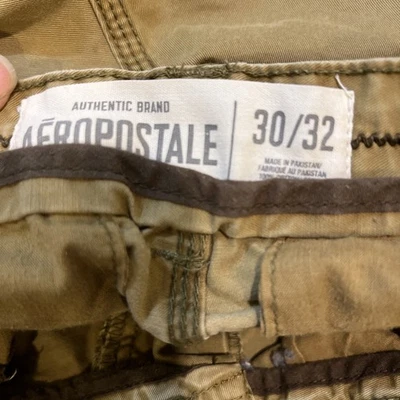 AUTHENTIC BRAND
AÉROPOSTALE
30/32
MADE IN PAKISTAN/
FABRIQUÉ AU PAKISTAN